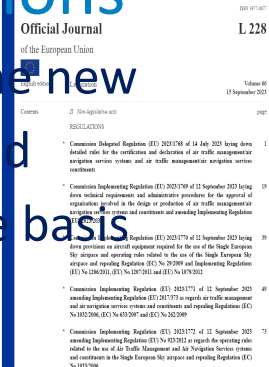 ions
ISSN 1977-0677
Official Journal
L 228
of the European Union
e new
English edition
Legislation
Volume 66
15 September 2023
Contents
II Non-legislative acts
page
REGULATIONS
d
* Commission Delegated Regulation (EU) 2023/1768 of 14 July 2023 laying down 1
detailed rules for the certification and declaration of air traffic management/air
navigation services systems and air traffic management/air navigation services
constituents
* Commission Implementing Regulation (EU) 2023/1769 of 12 September 2023 laying 19
down technical requirements and administrative procedures for the approval of
organisations involved in the design or production of air traffic management/air
navigation services systems and constituents and amending Implementing Regulation
(EU) 2023/203
e basis
* Commission Implementing Regulation (EU) 2023/1770 of 12 September 2023 39
laying down provisions on aircraft equipment required for the use of the Single European
Sky airspace and operating rules related to the use of the Single European Sky
airspace and repealing Regulation (EC) No 29/2009 and Implementing Regulations
(EU) No 1206/2011, (EU) No 1207/2011 and (EU) No 1079/2012
* Commission Implementing Regulation (EU) 2023/1771 of 12 September 2023 49
amending Implementing Regulation (EU) 2017/373 as regards air traffic management
and air navigation services systems and constituents and repealing Regulations (EC)
No 1032/2006, (EC) No 633/2007 and (EC) No 262/2009
* Commission Implementing Regulation (EU) 2023/1772 of 12 September 2023 73
amending Implementing Regulation (EU) No 923/2012 as regards the operating rules
related to the use of Air Traffic Management and Air Navigation Services systems
and constituents in the Single European Sky airspace and repealing Regulation (EC)
No 1033/2006